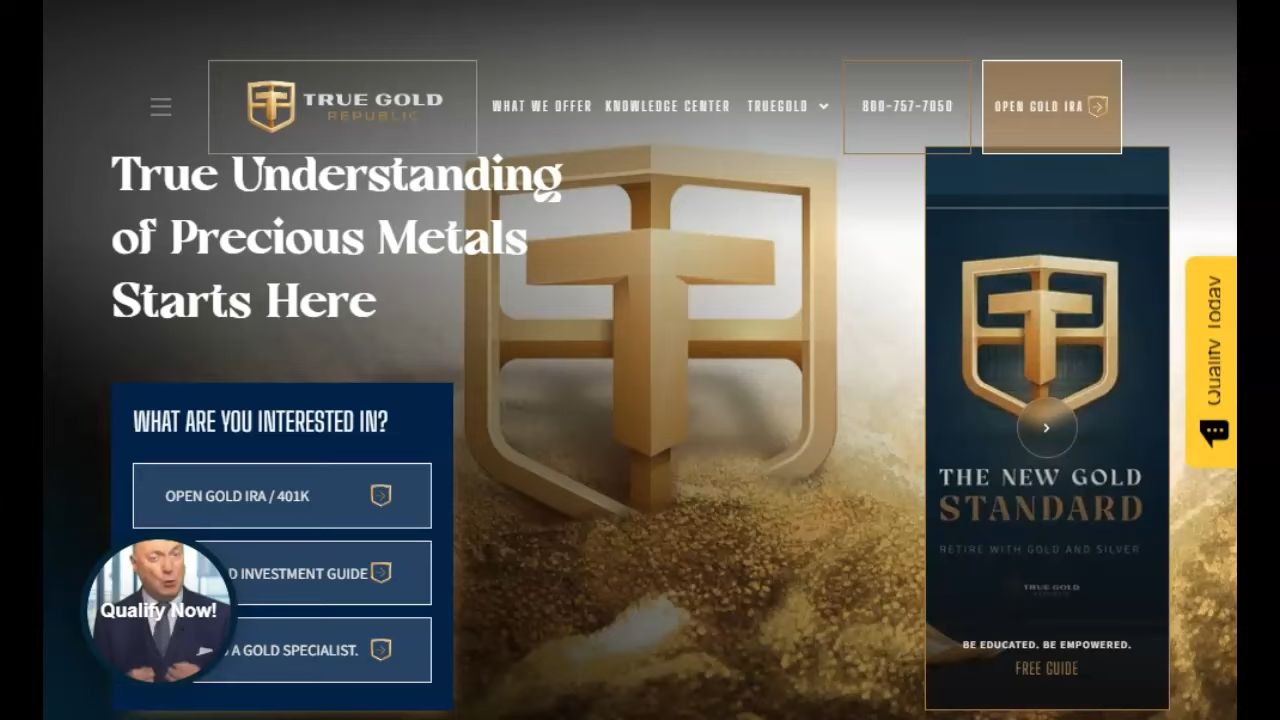 TRUE GOLD
REPUBLIC
WHAT WE OFFER
KNOWLEDGE CENTER
TRUEGOLD
800-757-7050
OPEN GOLD IRA
True Understanding
of Precious Metals
Starts Here
WHAT ARE YOU INTERESTED IN?
OPEN GOLD IRA / 401K
D INVESTMENT GUIDE
A GOLD SPECIALIST.
Qualify Now!
THE NEW GOLD
STANDARD
RETIRE WITH GOLD AND SILVER
TRUE GOLD
REPUBLIC
BE EDUCATED. BE EMPOWERED.
FREE GUIDE
Qualify Today